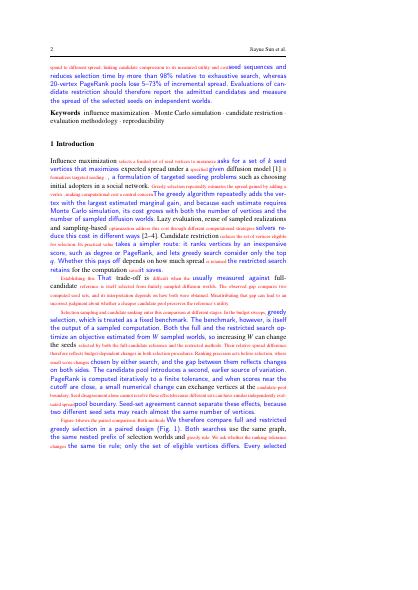 2 Xiayne Sun et al.
spond to different spread, linking candidate compression to its measured utility and cost seed sequences and
reduces selection time by more than 98% relative to exhaustive search, whereas
20-vertex PageRank pools lose 5–73% of incremental spread. Evaluations of can-
didate restriction should therefore report the admitted candidates and measure
the spread of the selected seeds on independent worlds.
Keywords influence maximization · Monte Carlo simulation · candidate restriction ·
evaluation methodology · reproducibility
1 Introduction
Influence maximization selects a limited set of seed vertices to maximize asks for a set of k seed
vertices that maximizes expected spread under a specified given diffusion model [1]. It
formalizes targeted seeding , a formulation of targeted seeding problems such as choosing
initial adopters in a social network. Greedy selection repeatedly estimates the spread gained by adding a
vertex, making computational cost a central concern The greedy algorithm repeatedly adds the ver-
tex with the largest estimated marginal gain, and because each estimate requires
Monte Carlo simulation, its cost grows with both the number of vertices and the
number of sampled diffusion worlds. Lazy evaluation, reuse of sampled realizations
and sampling-based optimization address this cost through different computational strategies solvers re-
duce this cost in different ways [2–4]. Candidate restriction reduces the set of vertices eligible
for selection. Its practical value takes a simpler route: it ranks vertices by an inexpensive
score, such as degree or PageRank, and lets greedy search consider only the top
q. Whether this pays off depends on how much spread is retained the restricted search
retains for the computation saved it saves.
Establishing this That trade-off is difficult when the usually measured against full-
candidate reference is itself selected from finitely sampled diffusion worlds. The observed gap compares two
computed seed sets, and its interpretation depends on how both were obtained. Misattributing that gap can lead to an
incorrect judgment about whether a cheaper candidate pool preserves the reference's utility.
Selection sampling and candidate ranking enter this comparison at different stages. In the budget sweeps, greedy
selection, which is treated as a fixed benchmark. The benchmark, however, is itself
the output of a sampled computation. Both the full and the restricted search op-
timize an objective estimated from W sampled worlds, so increasing W can change
the seeds selected by both the full-candidate reference and the restricted methods. Their relative spread difference
therefore reflects budget-dependent changes in both selection procedures. Ranking precision acts before selection, where
small score changes chosen by either search, and the gap between them reflects changes
on both sides. The candidate pool introduces a second, earlier source of variation.
PageRank is computed iteratively to a finite tolerance, and when scores near the
cutoff are close, a small numerical change can exchange vertices at the candidate-pool
boundary. Seed disagreement alone cannot resolve these effects because different sets can have similar independently eval-
uated spread pool boundary. Seed-set agreement cannot separate these effects, because
two different seed sets may reach almost the same number of vertices.
Figure 1 shows the paired comparison. Both methods We therefore compare full and restricted
greedy selection in a paired design (Fig. 1). Both searches use the same graph,
the same nested prefix of selection worlds and greedy rule. We ask whether the ranking tolerance
changes the same tie rule; only the set of eligible vertices differs. Every selected